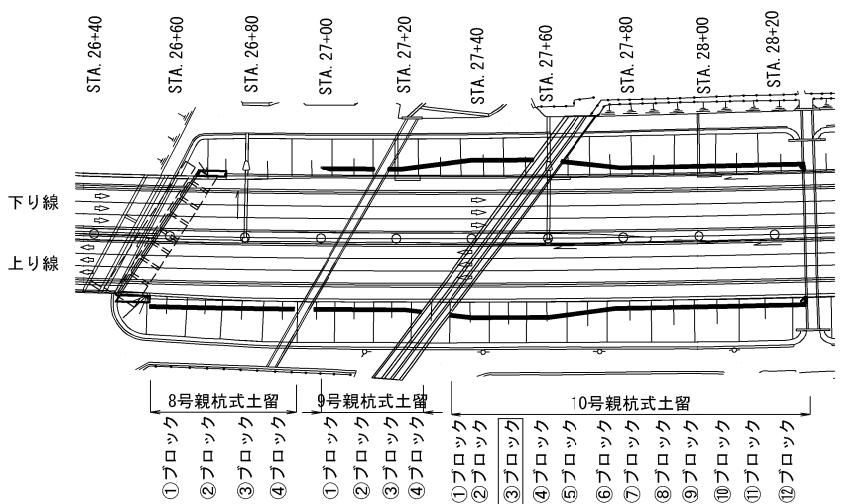 STA. 26+40
STA. 26+60
STA. 26+80
STA. 27+00
STA. 27+20
STA. 27+40
STA. 27+60
STA. 27+80
STA. 28+00
STA. 28+20
下り線
上り線
8号親杭式土留
9号親杭式土留
10号親杭式土留
①ブロック
②ブロック
③ブロック
④ブロック
①ブロック
②ブロック
③ブロック
④ブロック
①ブロック
②ブロック
③ブロック
④ブロック
⑤ブロック
⑥ブロック
⑦ブロック
⑧ブロック
⑨ブロック
⑩ブロック
⑪ブロック
⑫ブロック